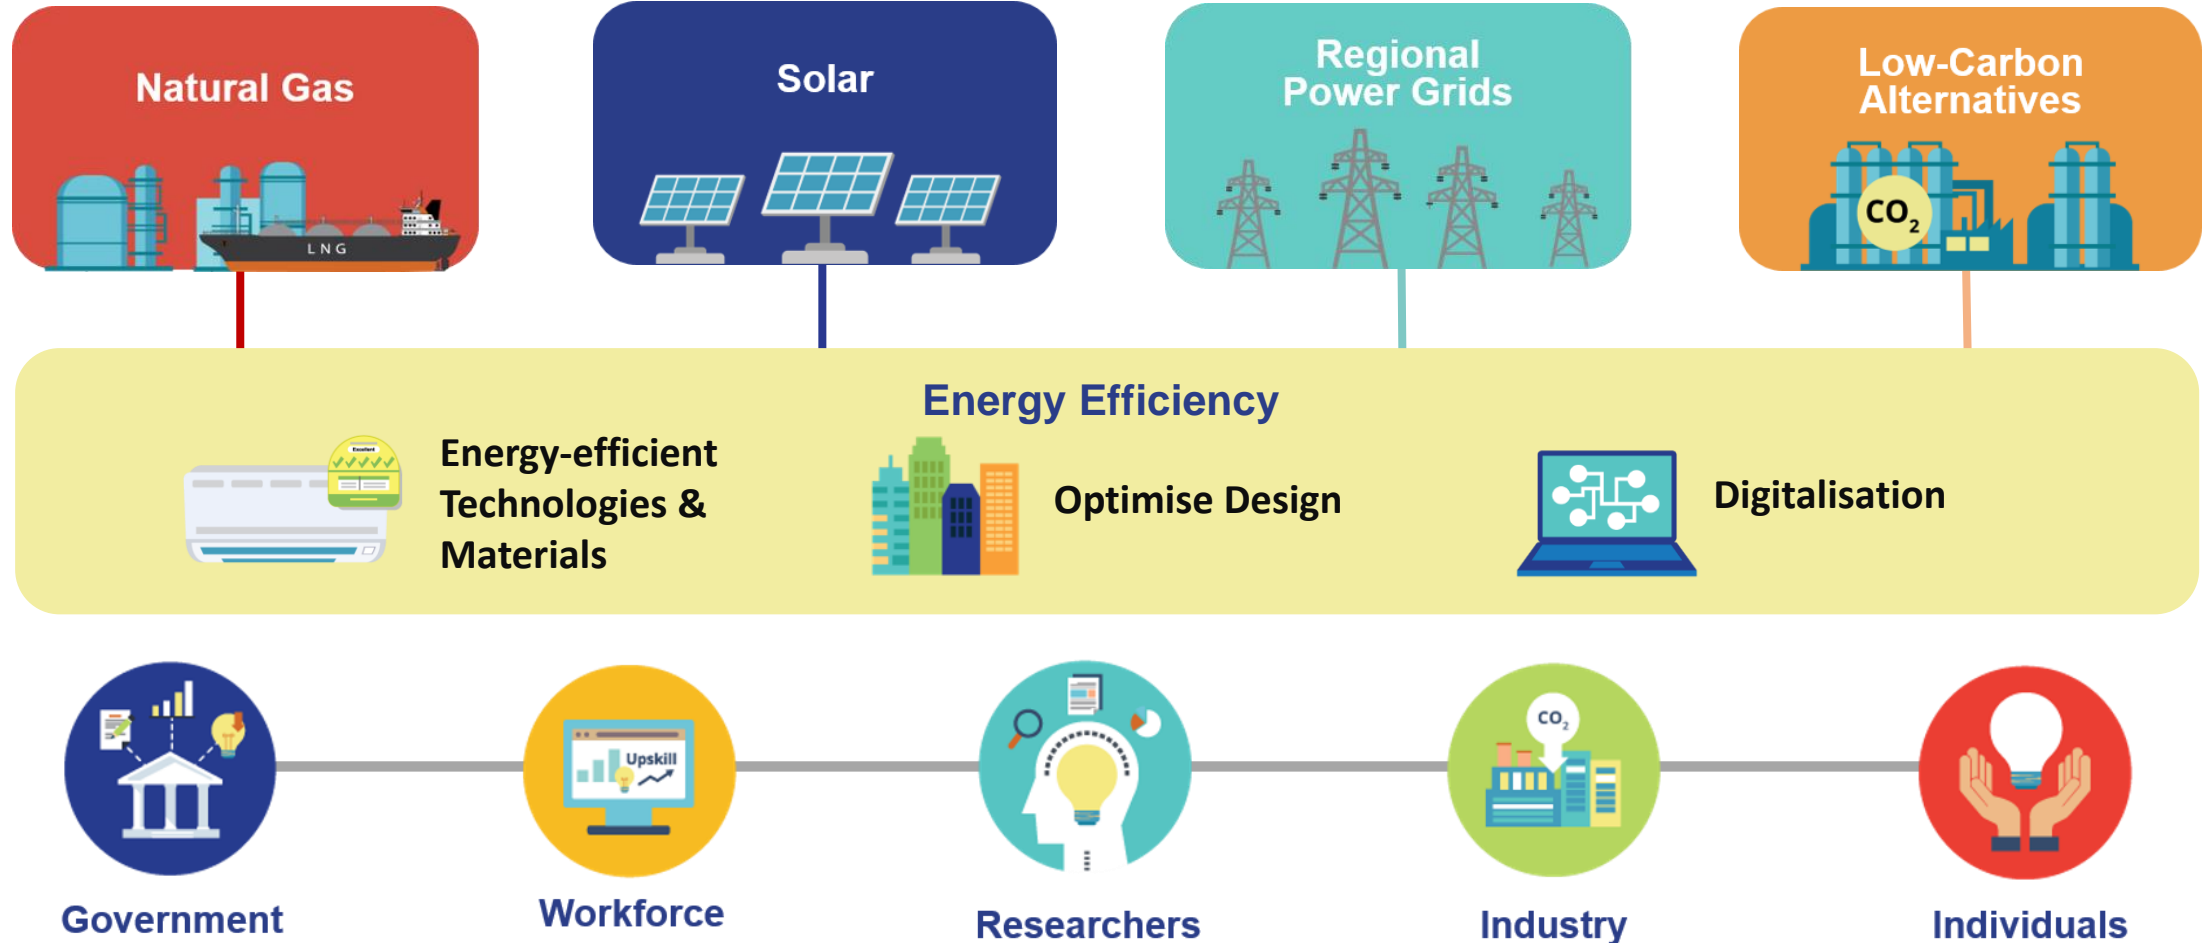 Natural Gas
Solar
Regional
Power Grids
Low-Carbon
Alternatives
LNG
CO₂
Energy Efficiency
Excellent
Energy-efficient
Technologies &
Materials
Optimise Design
Digitalisation
Upskill
CO₂
Government
Workforce
Researchers
Industry
Individuals